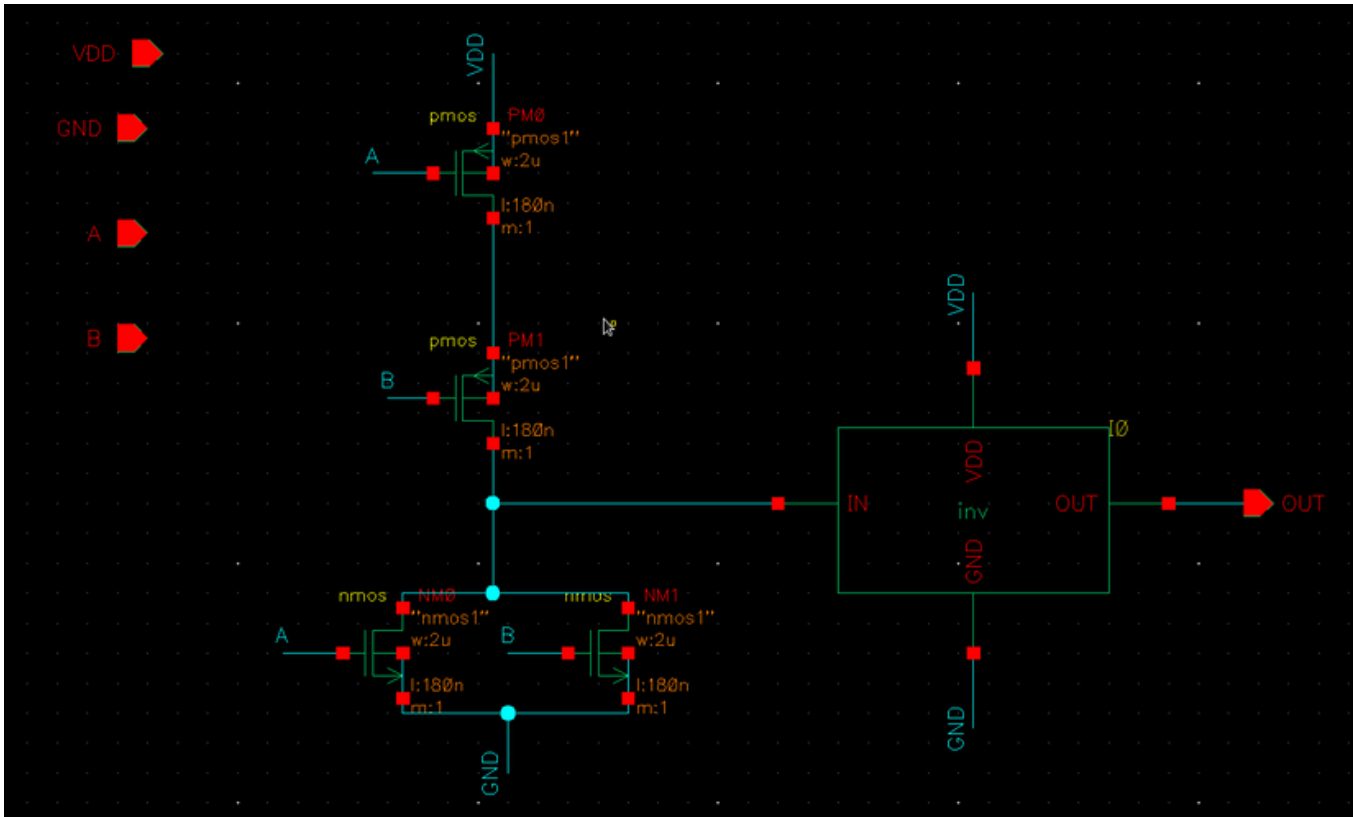 VDD
GND
A
B
VDD
pmos PM0
"pmos1"
A
w:2u
l:180n
m:1
pmos PM1
"pmos1"
B
w:2u
l:180n
m:1
nmos NM0
"nmos1"
A
w:2u
l:180n
m:1
nmos NM1
"nmos1"
B
w:2u
l:180n
m:1
GND
VDD
I0
VDD
IN
inv
OUT
GND
GND
OUT